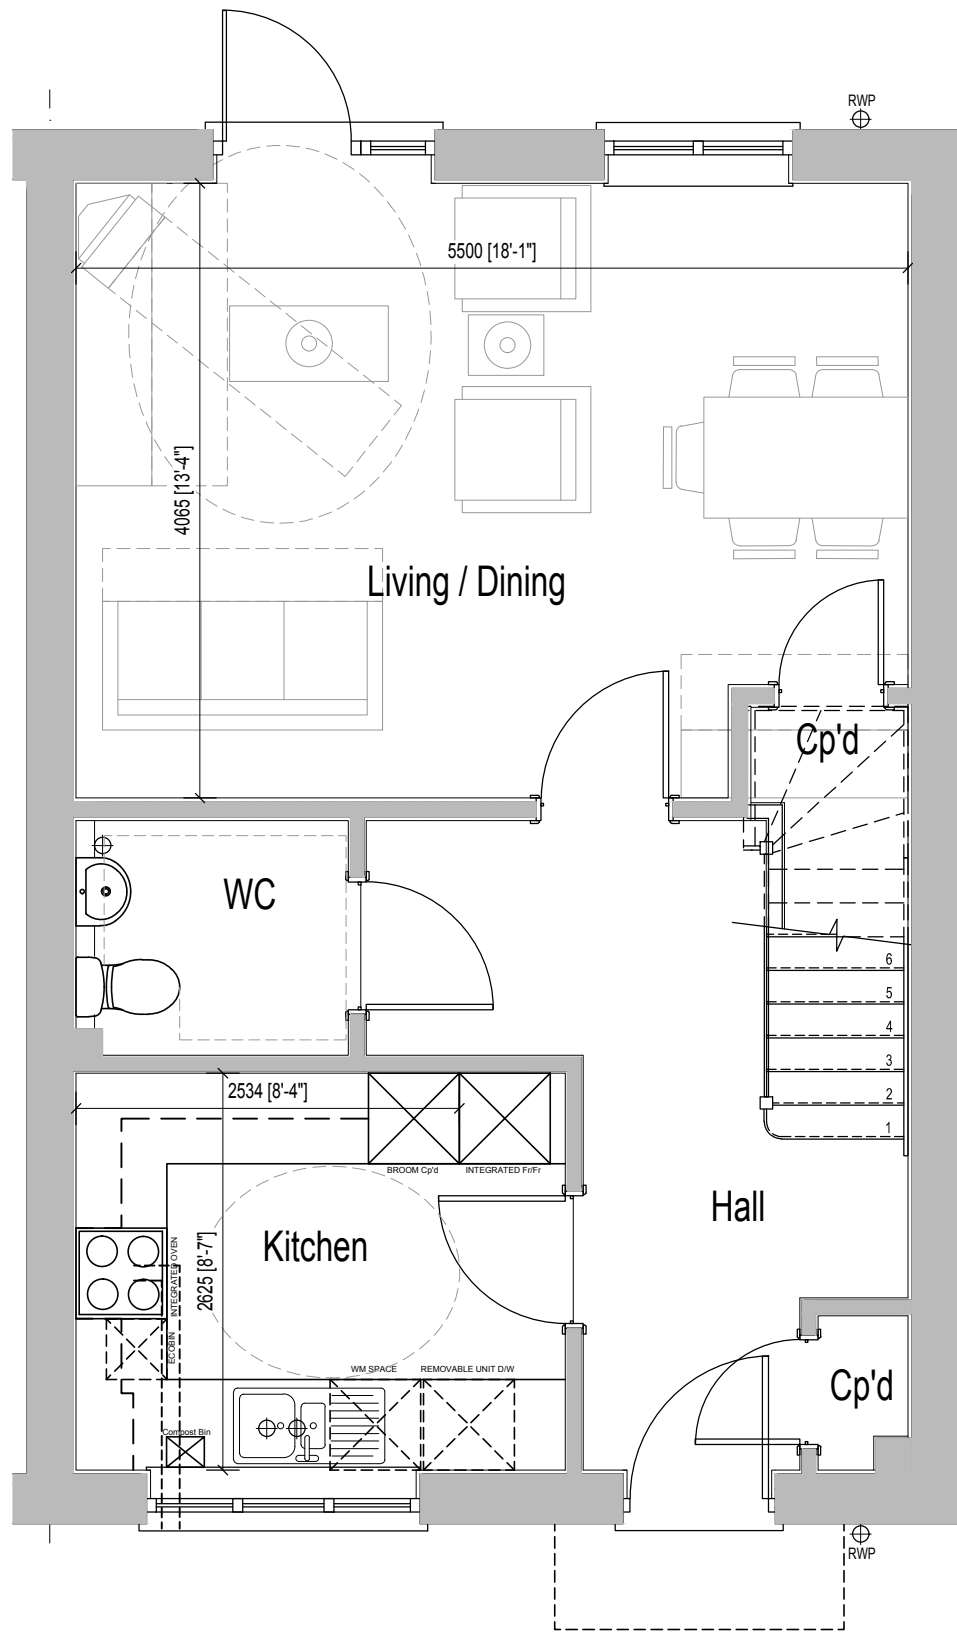 RWP
5500 [18'-1"]
4065 [13'-4"]
Living / Dining
Cp'd
WC
6
5
4
3
2
1
2534 [8'-4"]
BROOM Cp'd
INTEGRATED Fr/Fr
Hall
Kitchen
2625 [8'-7"]
INTEGRATED OVEN
ECOBIN
WM SPACE
REMOVABLE UNIT D/W
Cp'd
Compost Bin
RWP